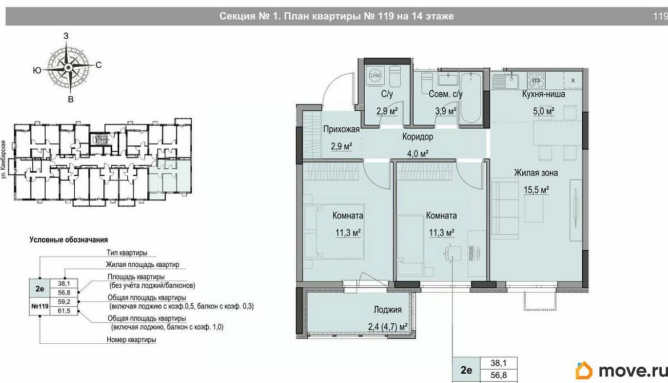 Секция № 1. План квартиры № 119 на 14 этаже
119
З
Ю
С
В
С/у
2,9 м²
Совм. с/у
3,9 м²
Кухня-ниша
5,0 м²
Прихожая
2,9 м²
Коридор
4,0 м²
Жилая зона
15,5 м²
Комната
11,3 м²
Комната
11,3 м²
Лоджия
2,4 (4,7) м²
Условные обозначания
Тип квартиры
Жилая площадь квартир
Площадь квартиры
(без учёта лоджий/балконов)
Общая площадь квартиры
(включая лоджию с коэф.0,5, балкон с коэф. 0,3)
Общая площадь квартиры
(включая лоджию, балкон с коэф. 1,0)
Номер квартиры
2е
38,1
56,8
№119
59,2
61,5
2е
38,1
56,8
move.ru